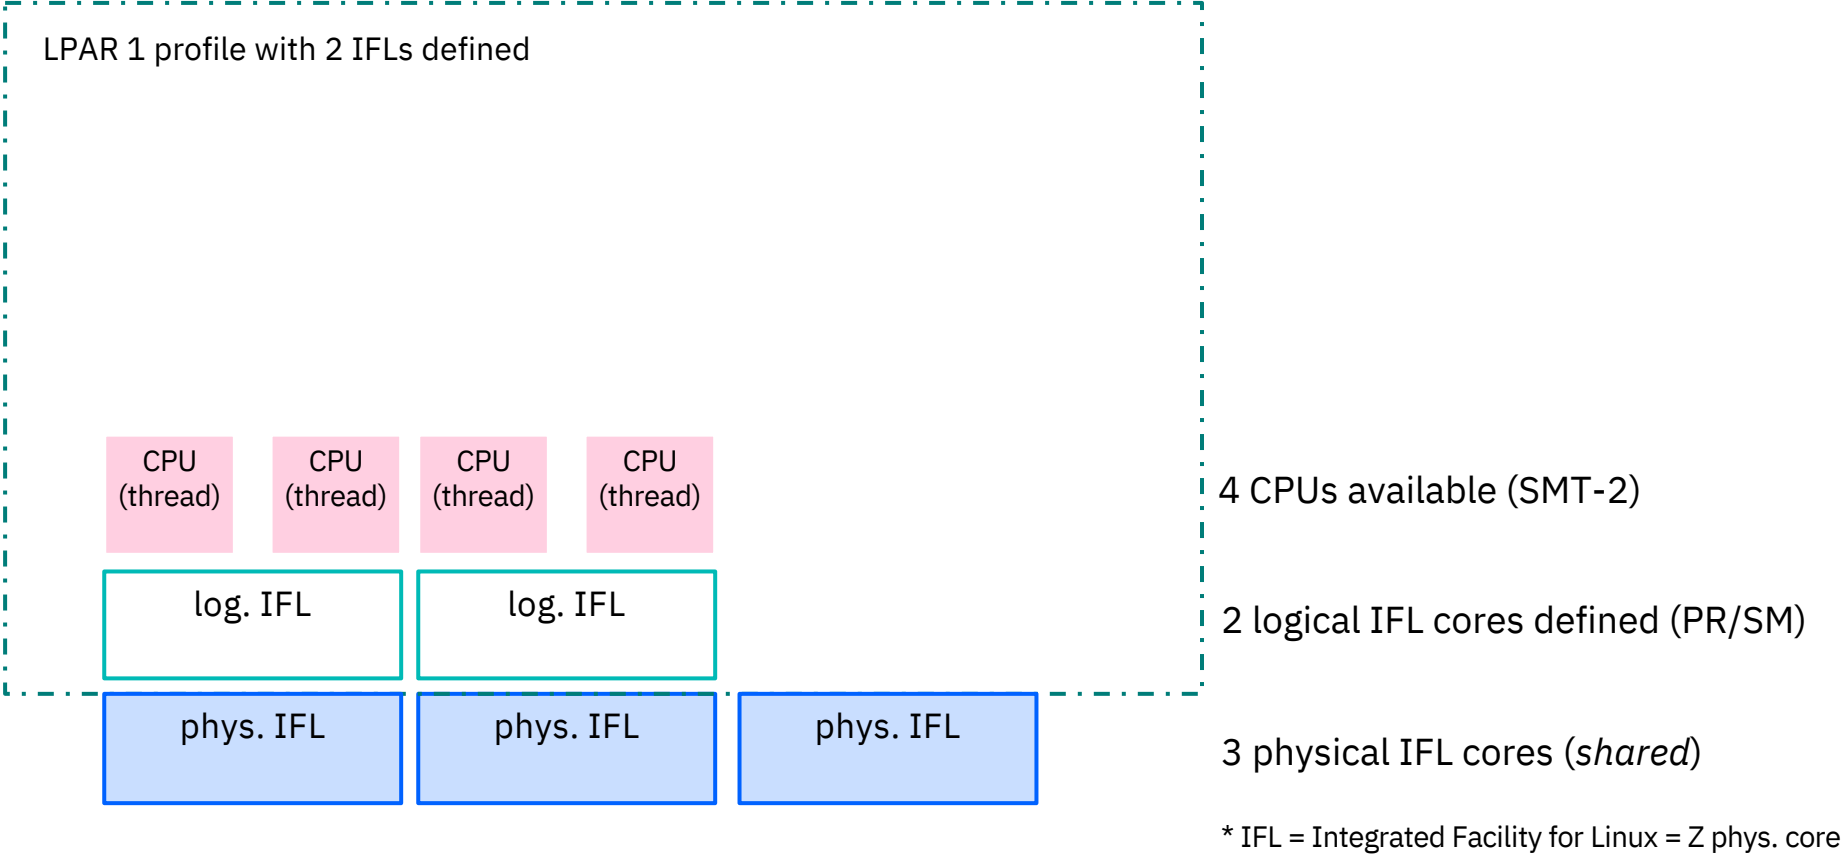 LPAR 1 profile with 2 IFLs defined
CPU CPU CPU CPU
(thread) (thread) (thread) (thread)
4 CPUs available (SMT-2)
log. IFL log. IFL
2 logical IFL cores defined (PR/SM)
phys. IFL phys. IFL phys. IFL
3 physical IFL cores (shared)
* IFL = Integrated Facility for Linux = Z phys. core